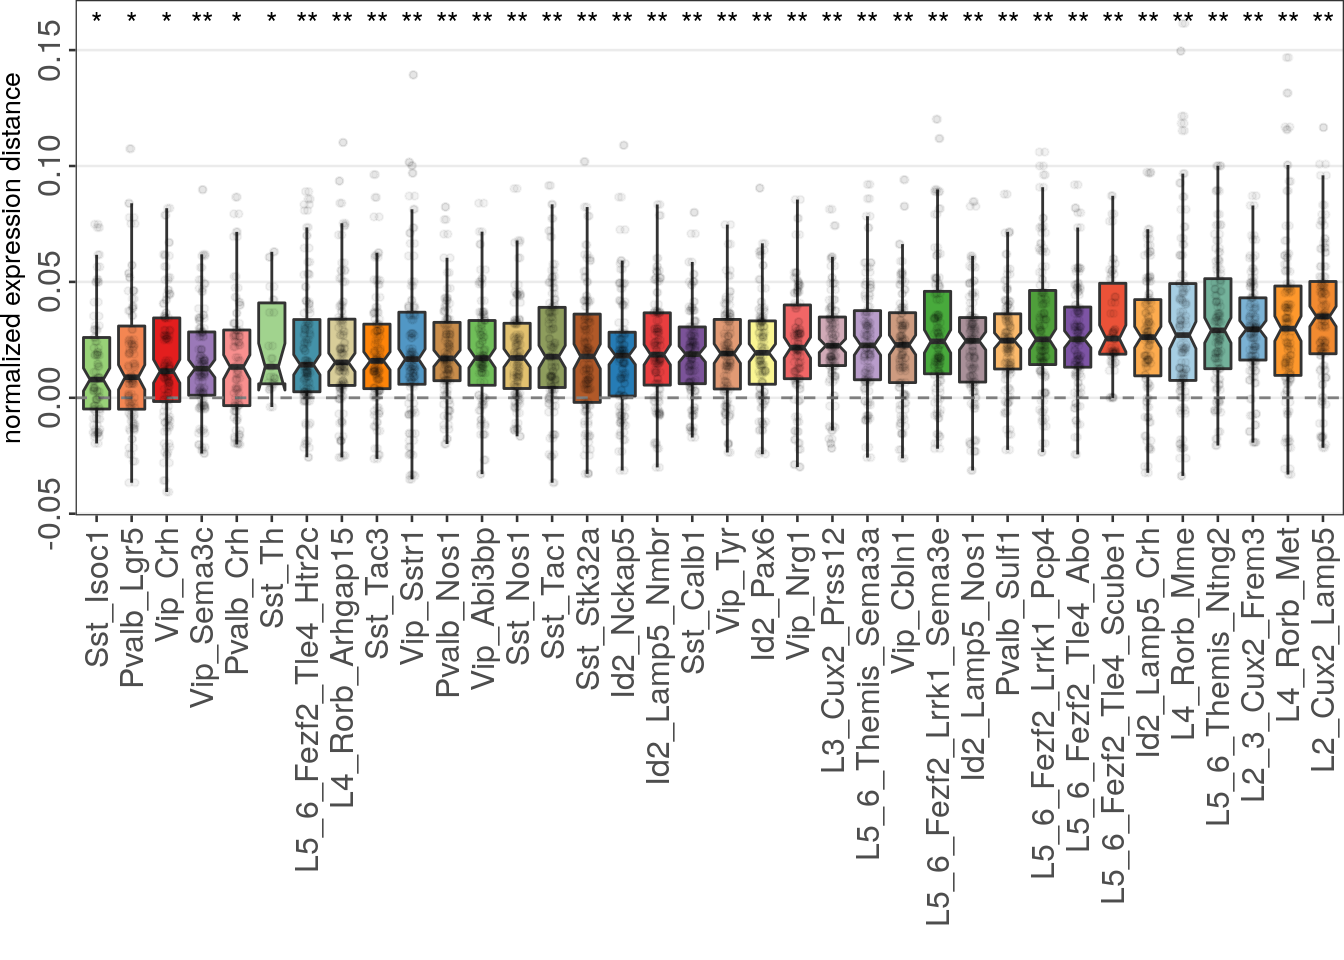 * * * ** * * ** ** ** ** ** ** ** ** ** ** ** ** ** ** ** ** ** ** ** ** ** ** ** ** ** ** ** ** ** **
normalized expression distance
0.15
0.10
0.05
0.00
-0.05
Sst_Isoc1
Pvalb_Lgr5
Vip_Crh
Vip_Sema3c
Pvalb_Crh
Sst_Th
L5_6_Fezf2_Tle4_Htr2c
L4_Rorb_Arhgap15
Sst_Tac3
Vip_Sstr1
Pvalb_Nos1
Vip_Abi3bp
Sst_Nos1
Sst_Tac1
Sst_Stk32a
Id2_Nckap5
Id2_Lamp5_Nmbr
Sst_Calb1
Vip_Tyr
Id2_Pax6
Vip_Nrg1
L3_Cux2_Prss12
L5_6_Themis_Sema3a
Vip_Cbln1
L5_6_Fezf2_Lrrk1_Sema3e
Id2_Lamp5_Nos1
Pvalb_Sulf1
L5_6_Fezf2_Lrrk1_Pcp4
L5_6_Fezf2_Tle4_Abo
L5_6_Fezf2_Tle4_Scube1
Id2_Lamp5_Crh
L4_Rorb_Mme
L5_6_Themis_Ntng2
L2_3_Cux2_Frem3
L4_Rorb_Met
L2_Cux2_Lamp5